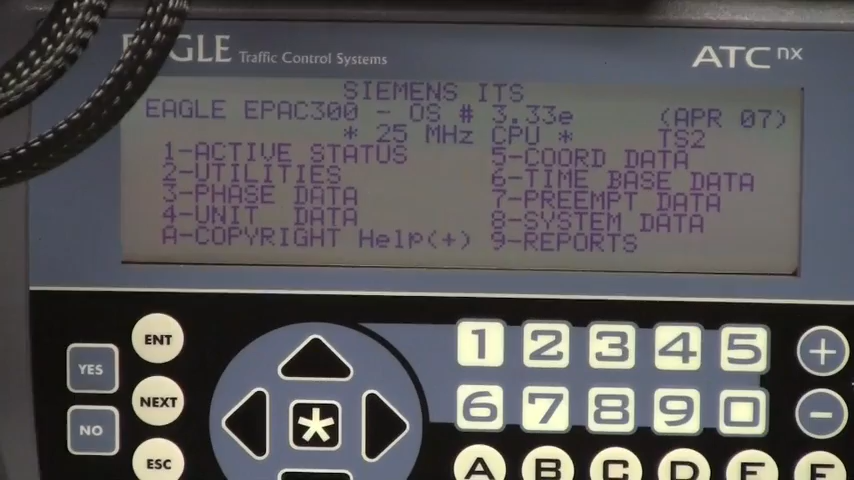 EAGLE Traffic Control Systems ATC nx
SIEMENS ITS
EAGLE EPAC300 - OS # 3.33e (APR 07)
* 25 MHz CPU * TS2
1-ACTIVE STATUS 5-COORD DATA
2-UTILITIES 6-TIME BASE DATA
3-PHASE DATA 7-PREEMPT DATA
4-UNIT DATA 8-SYSTEM DATA
A-COPYRIGHT Help(+) 9-REPORTS
YES ENT 1 2 3 4 5 +
NO NEXT * 6 7 8 9 0 -
ESC A B C D E F